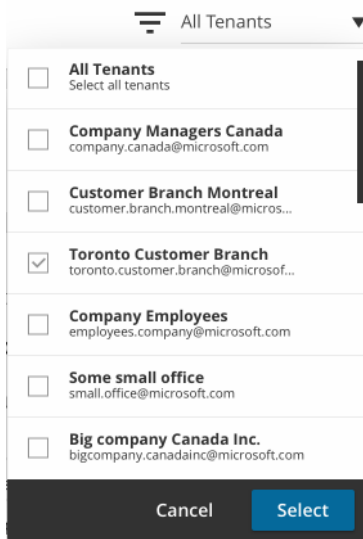 All Tenants
All Tenants
Select all tenants
Company Managers Canada
company.canada@microsoft.com
Customer Branch Montreal
customer.branch.montreal@micros...
Toronto Customer Branch
toronto.customer.branch@microsof...
Company Employees
employees.company@microsoft.com
Some small office
small.office@microsoft.com
Big company Canada Inc.
bigcompany.canadainc@microsoft.com
Cancel Select